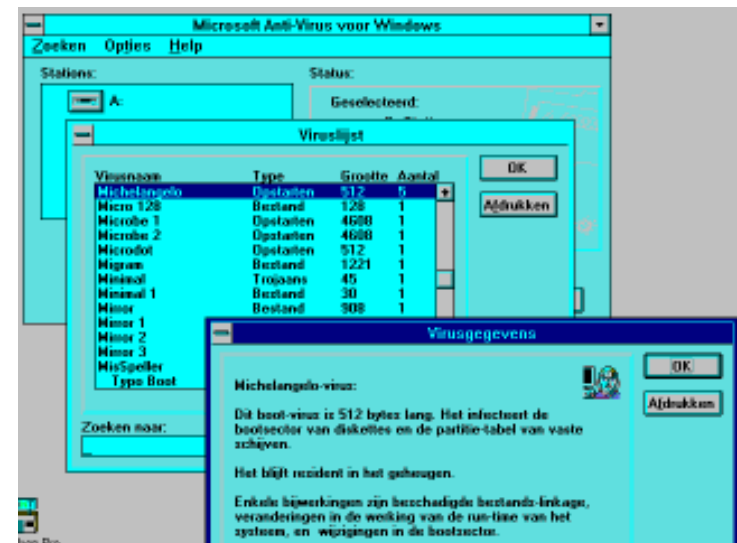 Microsoft Anti-Virus voor Windows
Zoeken Opties Help
Stations:
Status:
A:
Geselecteerd:
Viruslijst
Virusnaam Type Grootte Aantal
Michelangelo Opstarten 512 5
Micro 128 Bestand 128 1
Microbe 1 Opstarten 4608 1
Microbe 2 Opstarten 4608 1
Microdot Opstarten 512 1
Migram Bestand 1221 1
Minimal Trojaans 45 1
Minimal 1 Bestand 30 1
Mirror Bestand 908 1
Mirror 1
Mirror 2
Mirror 3
MisSpeller
Typo Boot
OK
Afdrukken
Zoeken naar:
Virusgegevens
Michelangelo-virus:
Dit boot-virus is 512 bytes lang. Het infecteert de
bootsector van diskettes en de partitie-tabel van vaste
schijven.
Het blijft resident in het geheugen.
Enkele bijwerkingen zijn beschadigde bestands-linkage,
veranderingen in de werking van de run-time van het
systeem, en wijzigingen in de bootsector.
OK
Afdrukken